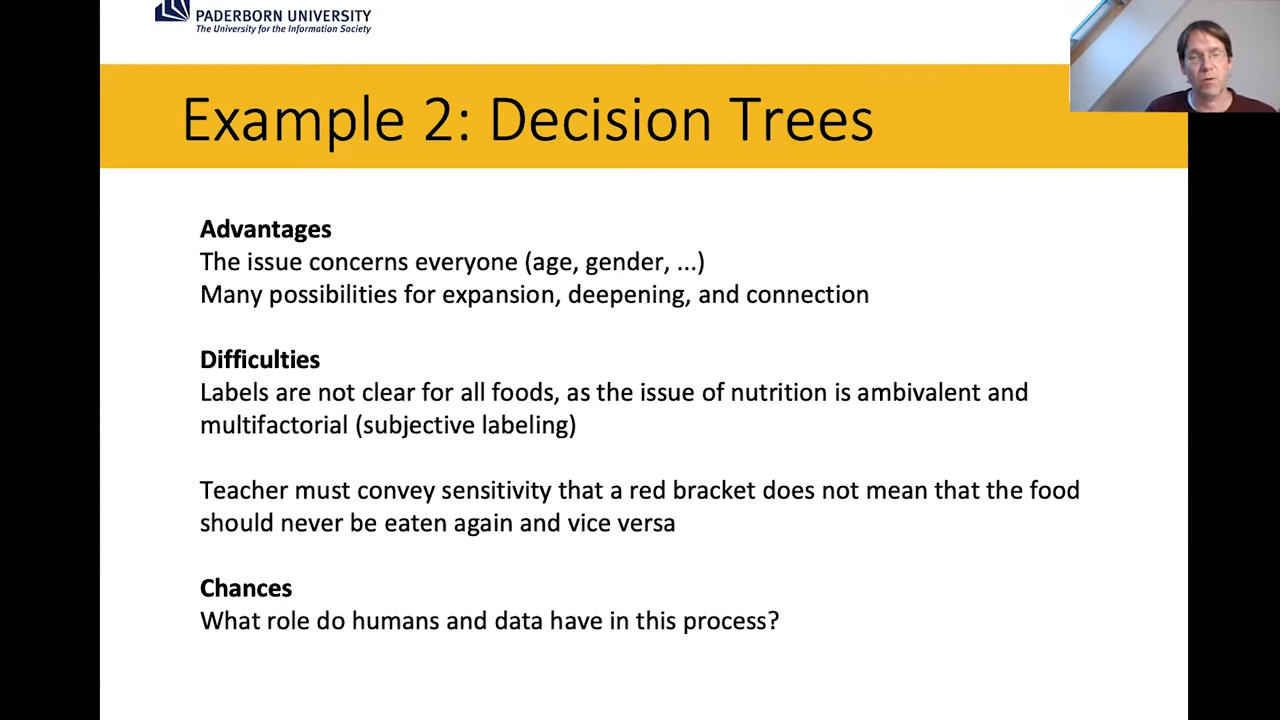 PADERBORN UNIVERSITY
The University for the Information Society
Example 2: Decision Trees
Advantages
The issue concerns everyone (age, gender, ...)
Many possibilities for expansion, deepening, and connection
Difficulties
Labels are not clear for all foods, as the issue of nutrition is ambivalent and
multifactorial (subjective labeling)
Teacher must convey sensitivity that a red bracket does not mean that the food
should never be eaten again and vice versa
Chances
What role do humans and data have in this process?